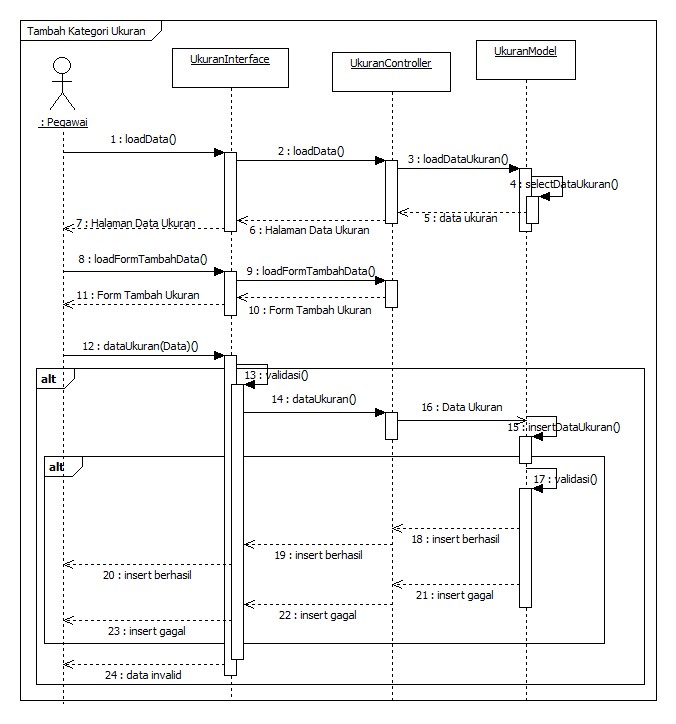 Tambah Kategori Ukuran
UkuranInterface
UkuranController
UkuranModel
: Pegawai
1 : loadData()
2 : loadData()
3 : loadDataUkuran()
4 : selectDataUkuran()
5 : data ukuran
6 : Halaman Data Ukuran
7 : Halaman Data Ukuran
8 : loadFormTambahData()
9 : loadFormTambahData()
10 : Form Tambah Ukuran
11 : Form Tambah Ukuran
12 : dataUkuran(Data)()
alt
13 : validasi()
14 : dataUkuran()
16 : Data Ukuran
15 : insertDataUkuran()
alt
17 : validasi()
18 : insert berhasil
19 : insert berhasil
20 : insert berhasil
21 : insert gagal
22 : insert gagal
23 : insert gagal
24 : data invalid